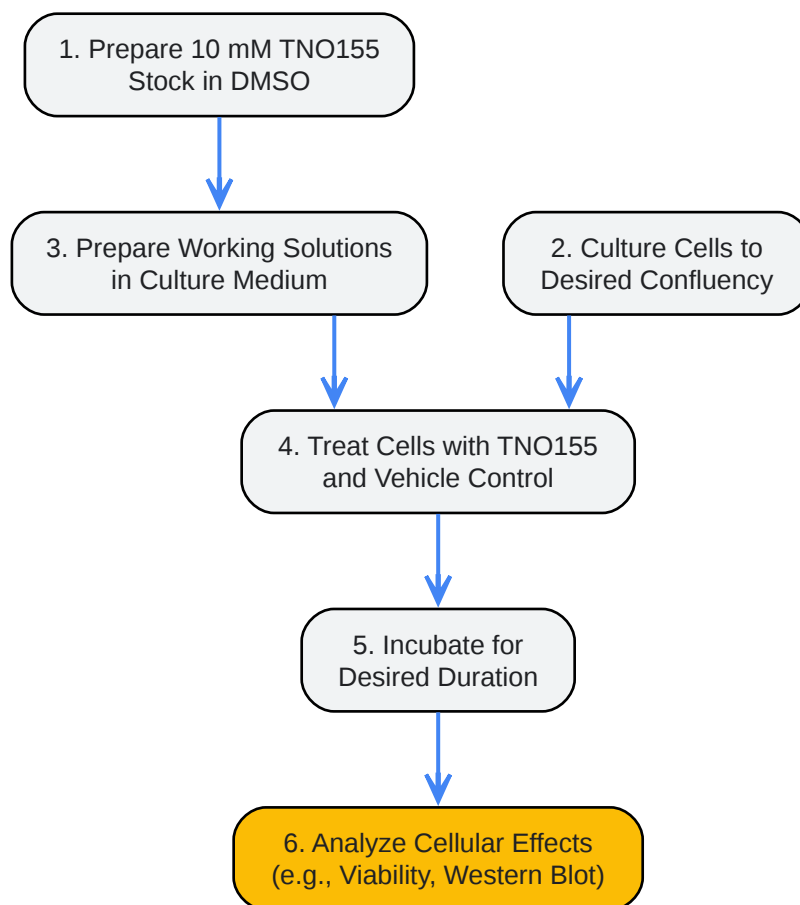 1. Prepare 10 mM TNO155
Stock in DMSO
3. Prepare Working Solutions
in Culture Medium
2. Culture Cells to
Desired Confluency
4. Treat Cells with TNO155
and Vehicle Control
5. Incubate for
Desired Duration
6. Analyze Cellular Effects
(e.g., Viability, Western Blot)